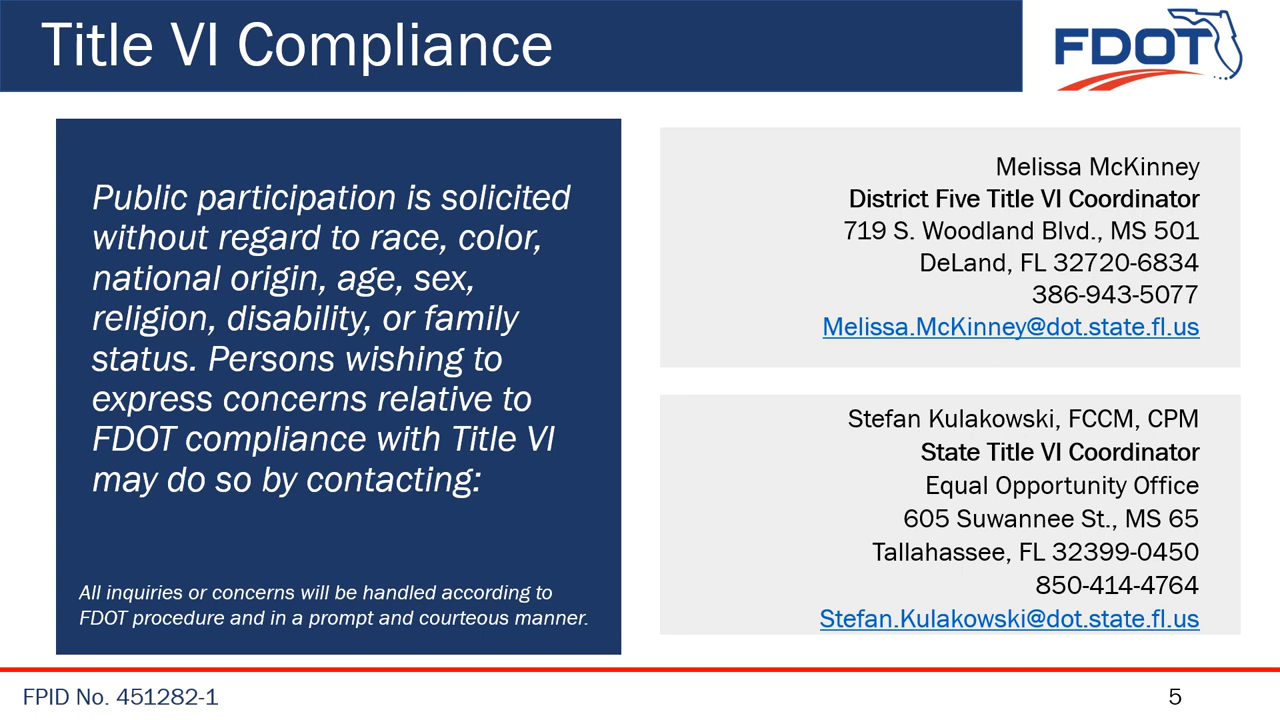 Title VI Compliance
FDOT
Public participation is solicited
without regard to race, color,
national origin, age, sex,
religion, disability, or family
status. Persons wishing to
express concerns relative to
FDOT compliance with Title VI
may do so by contacting:
All inquiries or concerns will be handled according to
FDOT procedure and in a prompt and courteous manner.
Melissa McKinney
District Five Title VI Coordinator
719 S. Woodland Blvd., MS 501
DeLand, FL 32720-6834
386-943-5077
Melissa.McKinney@dot.state.fl.us
Stefan Kulakowski, FCCM, CPM
State Title VI Coordinator
Equal Opportunity Office
605 Suwannee St., MS 65
Tallahassee, FL 32399-0450
850-414-4764
Stefan.Kulakowski@dot.state.fl.us
FPID No. 451282-1
5